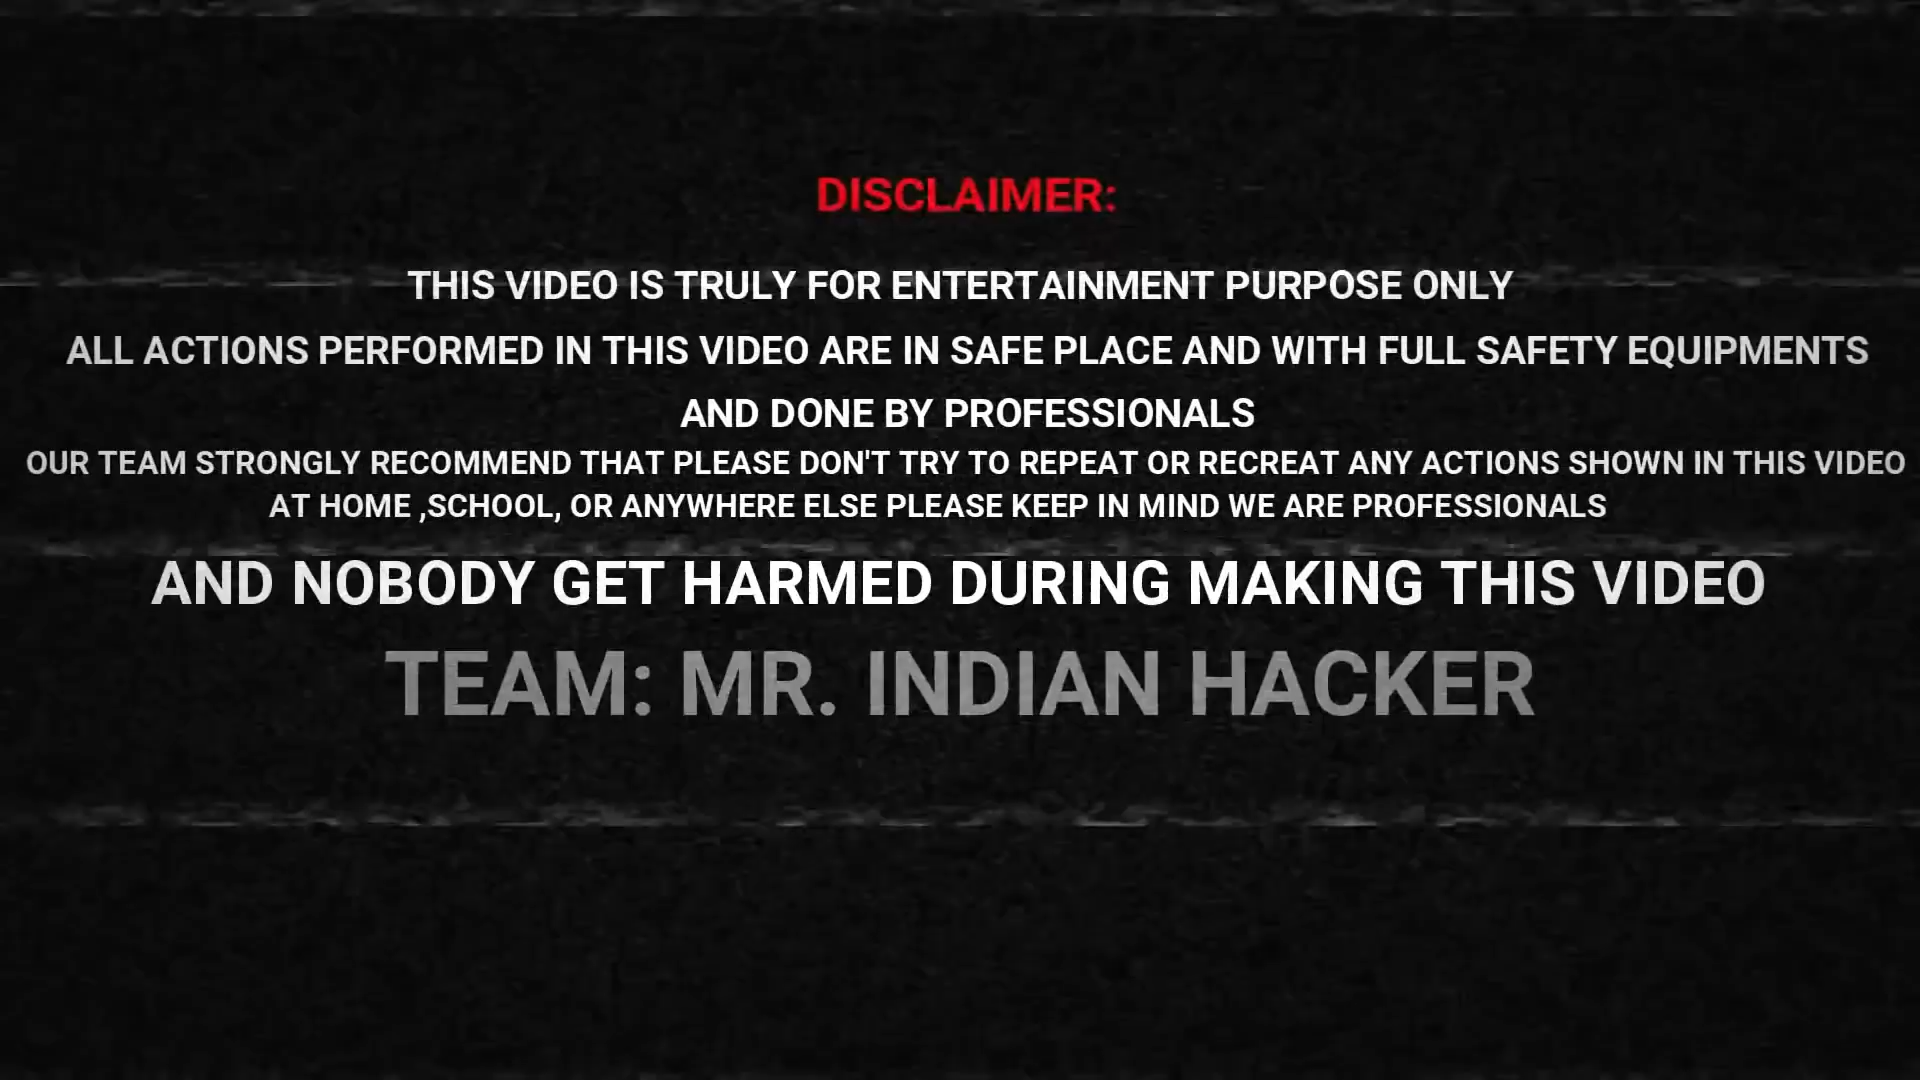 DISCLAIMER:
THIS VIDEO IS TRULY FOR ENTERTAINMENT PURPOSE ONLY
ALL ACTIONS PERFORMED IN THIS VIDEO ARE IN SAFE PLACE AND WITH FULL SAFETY EQUIPMENTS
AND DONE BY PROFESSIONALS
OUR TEAM STRONGLY RECOMMEND THAT PLEASE DON'T TRY TO REPEAT OR RECREAT ANY ACTIONS SHOWN IN THIS VIDEO
AT HOME ,SCHOOL, OR ANYWHERE ELSE PLEASE KEEP IN MIND WE ARE PROFESSIONALS
AND NOBODY GET HARMED DURING MAKING THIS VIDEO
TEAM: MR. INDIAN HACKER